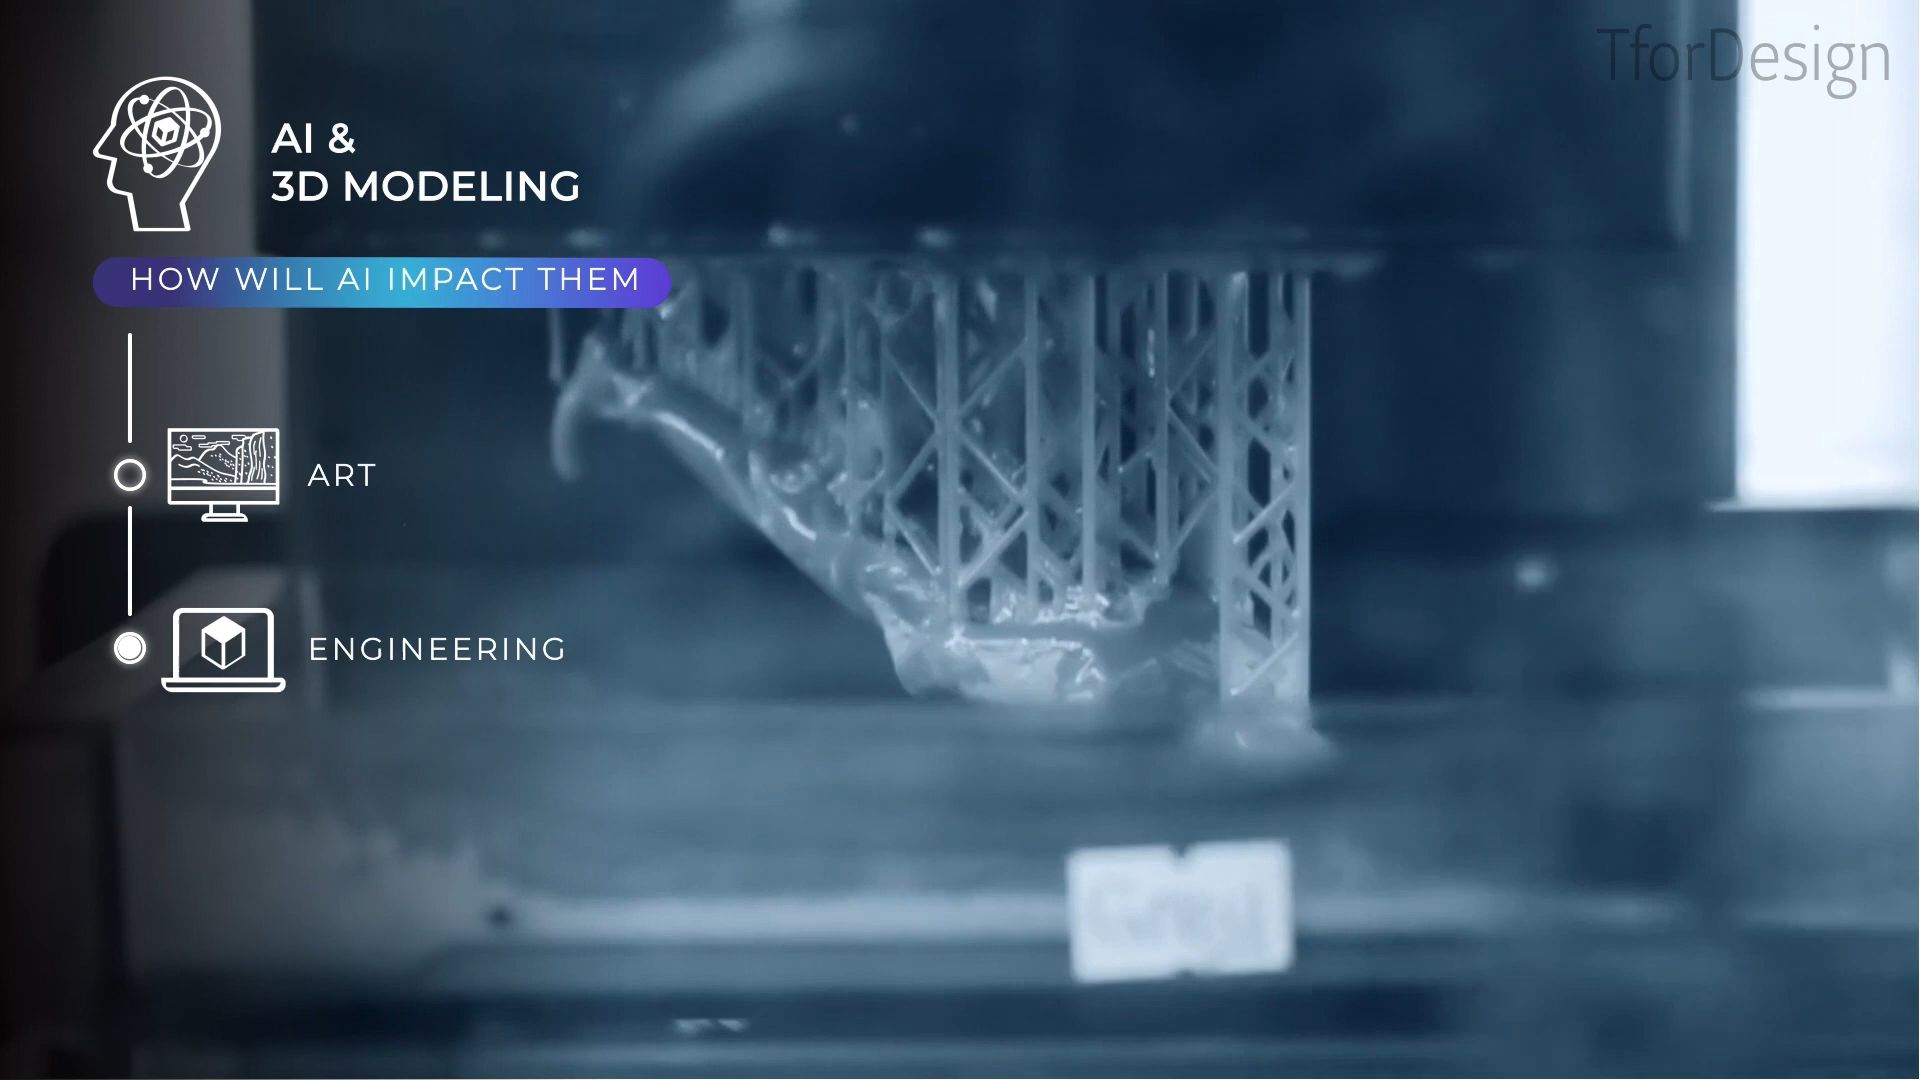 TforDesign
AI &
3D MODELING
HOW WILL AI IMPACT THEM
ART
ENGINEERING